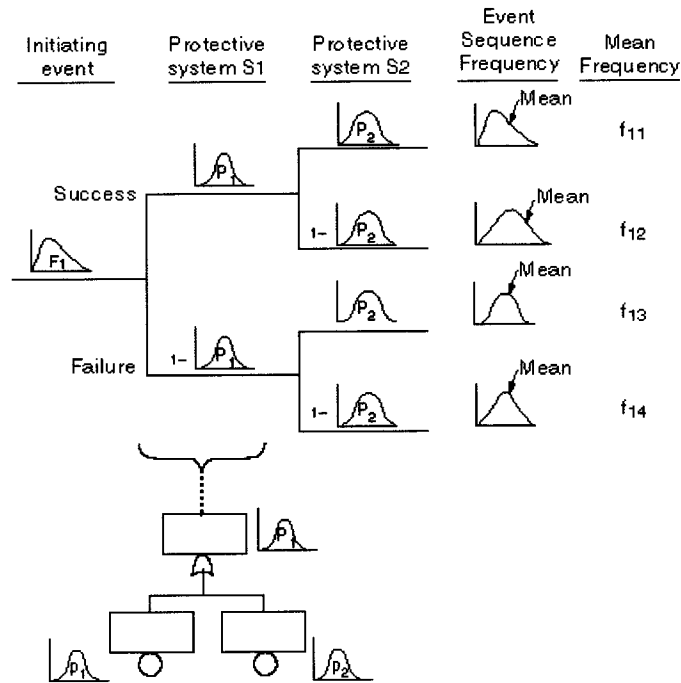 Initiating event
Protective system S1
Protective system S2
Event Sequence Frequency
Mean Frequency
P2
Mean
f11
P1
Success
1- P2
Mean
f12
F1
P2
Mean
f13
1- P1
Failure
1- P2
Mean
f14
P1
p1
p2